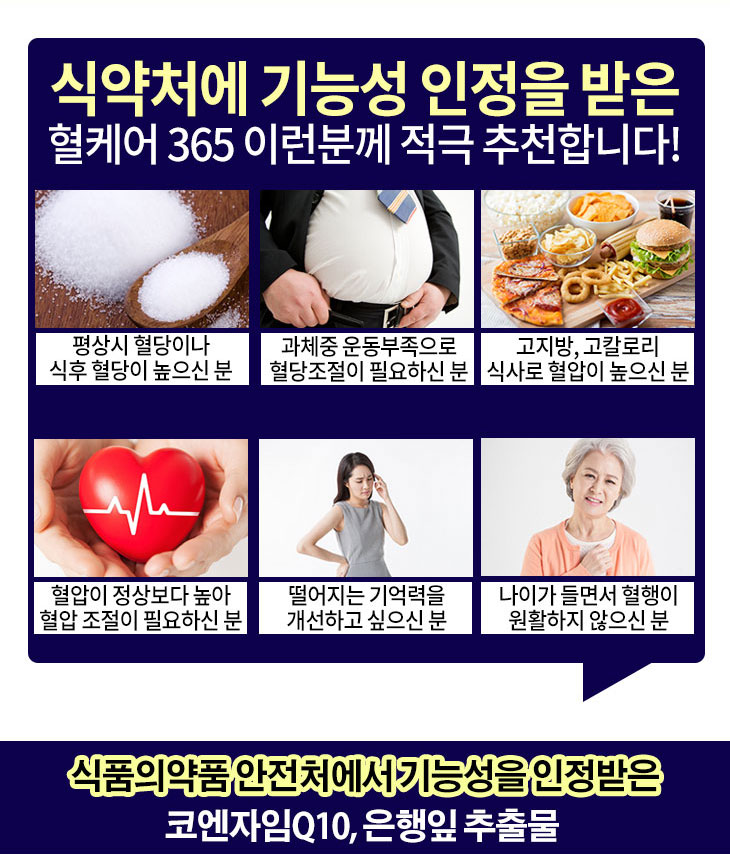 식약처에 기능성 인정을 받은
혈케어 365 이런분께 적극 추천합니다!
평상시 혈당이나
식후 혈당이 높으신 분
과체중 운동부족으로
혈당조절이 필요하신 분
고지방, 고칼로리
식사로 혈압이 높으신 분
혈압이 정상보다 높아
혈압 조절이 필요하신 분
떨어지는 기억력을
개선하고 싶으신 분
나이가 들면서 혈행이
원활하지 않으신 분
식품의약품 안전처에서 기능성을 인정받은
코엔자임Q10, 은행잎 추출물